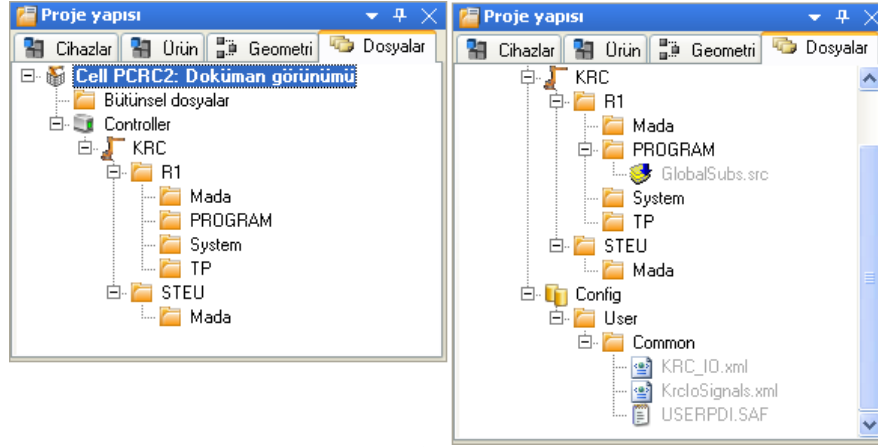 Proje yapısı
Cihazlar Ürün Geometri Dosyalar
Cell PCRC2: Doküman görünümü
Bütünsel dosyalar
Controller
KRC
R1
Mada
PROGRAM
System
TP
STEU
Mada
Proje yapısı
Cihazlar Ürün Geometri Dosyalar
KRC
R1
Mada
PROGRAM
GlobalSubs.src
System
TP
STEU
Mada
Config
User
Common
KRC_IO.xml
KrcIoSignals.xml
USERPDI.SAF